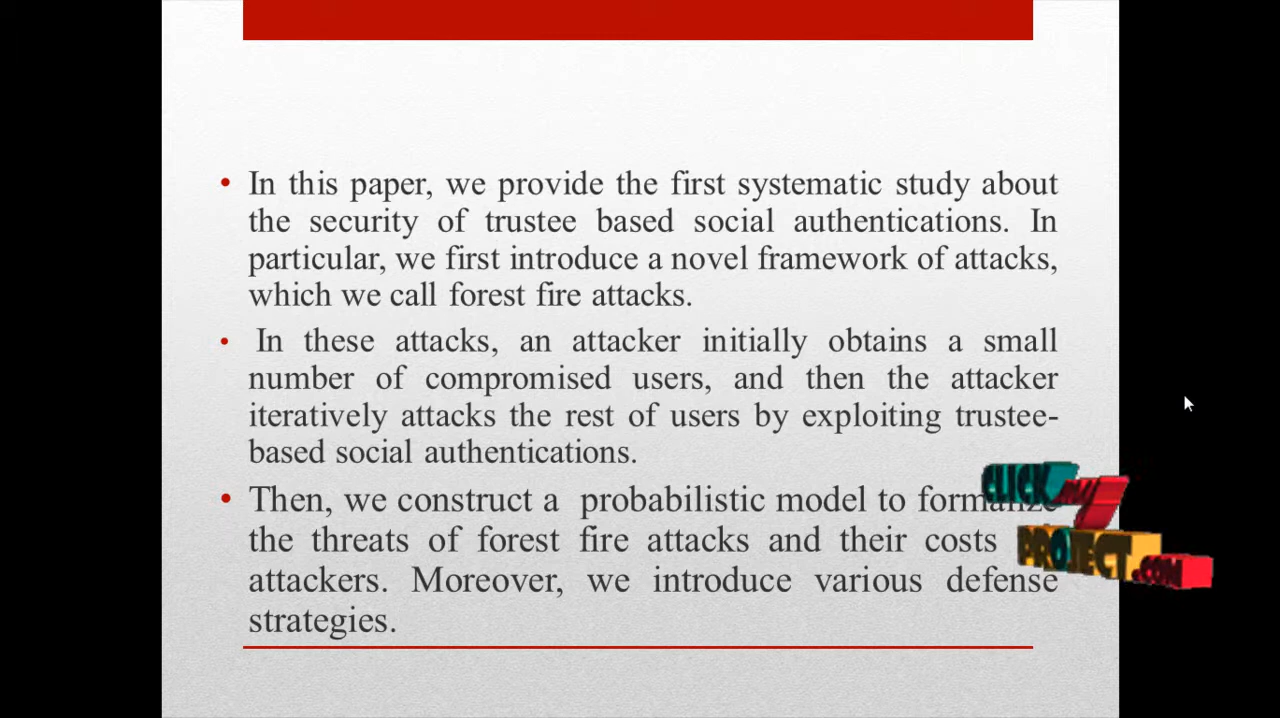 • In this paper, we provide the first systematic study about
the security of trustee based social authentications. In
particular, we first introduce a novel framework of attacks,
which we call forest fire attacks.
• In these attacks, an attacker initially obtains a small
number of compromised users, and then the attacker
iteratively attacks the rest of users by exploiting trustee-
based social authentications.
• Then, we construct a probabilistic model to formalize
the threats of forest fire attacks and their costs
attackers. Moreover, we introduce various defense
strategies.
CLICK
MY
PROJECT
.COM